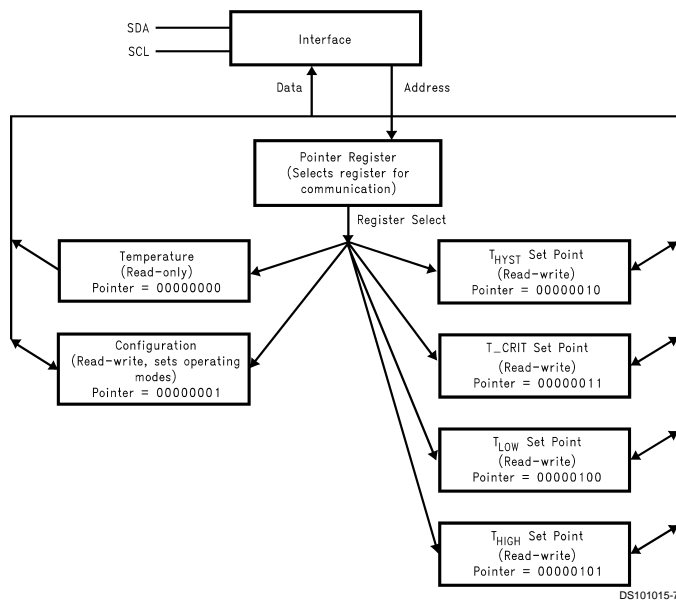 SDA
SCL
Interface
Data
Address
Pointer Register
(Selects register for
communication)
Register Select
Temperature
(Read-only)
Pointer = 00000000
Configuration
(Read-write, sets operating
modes)
Pointer = 00000001
THYST Set Point
(Read-write)
Pointer = 00000010
T_CRIT Set Point
(Read-write)
Pointer = 00000011
TLOW Set Point
(Read-write)
Pointer = 00000100
THIGH Set Point
(Read-write)
Pointer = 00000101
DS101015-7